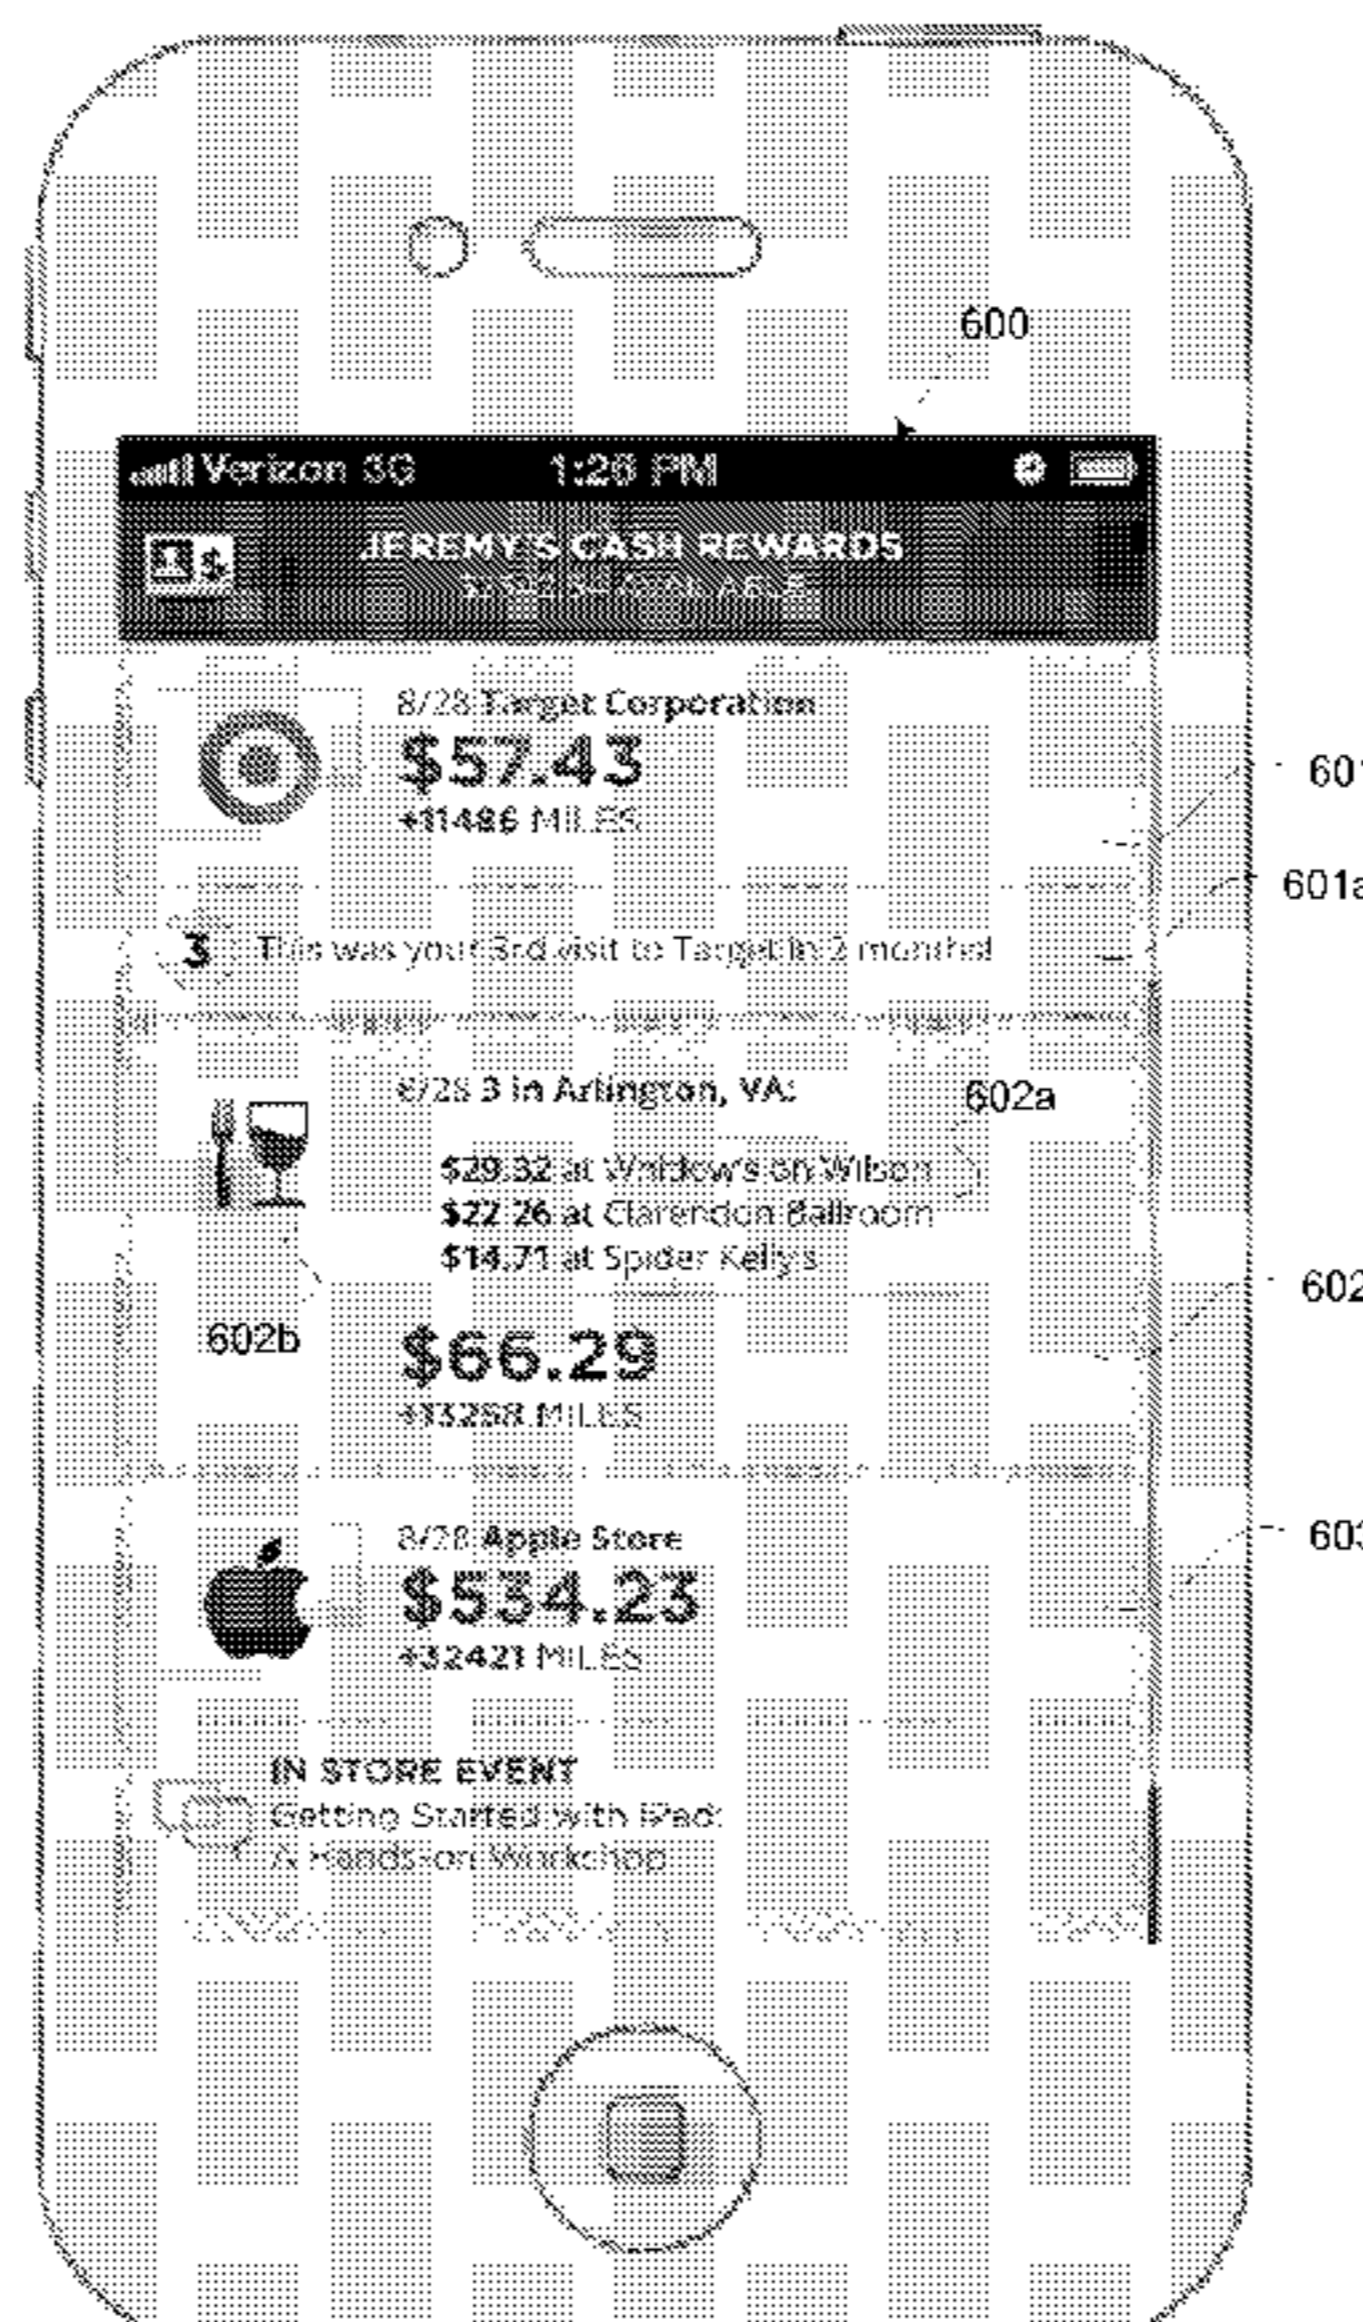 600
Verizon 3G 1:26 PM
1 $
JEREMY'S CASH REWARDS
AVAILABLE
8/28 Target Corporation
$57.43
+11486 MILES
601
601a
3 This was your 3rd visit to Target in 2 months!
8/28 3 in Arlington, VA:
602a
$29.32 at Whitlow's on Wilson
$22.26 at Clarendon Ballroom
$14.71 at Spider Kelly's
602
602b
$66.29
+13258 MILES
603
8/28 Apple Store
$534.23
+32421 MILES
IN STORE EVENT
Getting Started with iPad:
A Hands-on Workshop